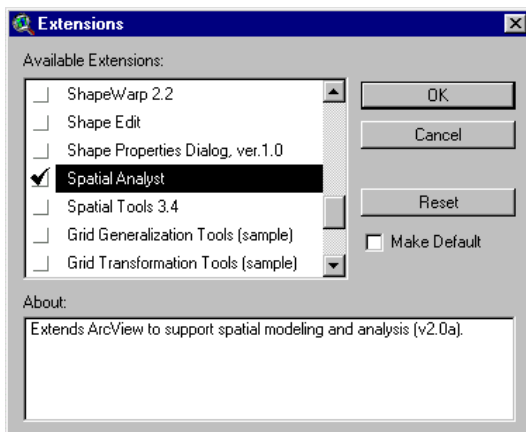 Extensions
Available Extensions:
ShapeWarp 2.2
Shape Edit
Shape Properties Dialog, ver.1.0
Spatial Analyst
Spatial Tools 3.4
Grid Generalization Tools (sample)
Grid Transformation Tools (sample)
OK
Cancel
Reset
Make Default
About:
Extends ArcView to support spatial modeling and analysis (v2.0a).